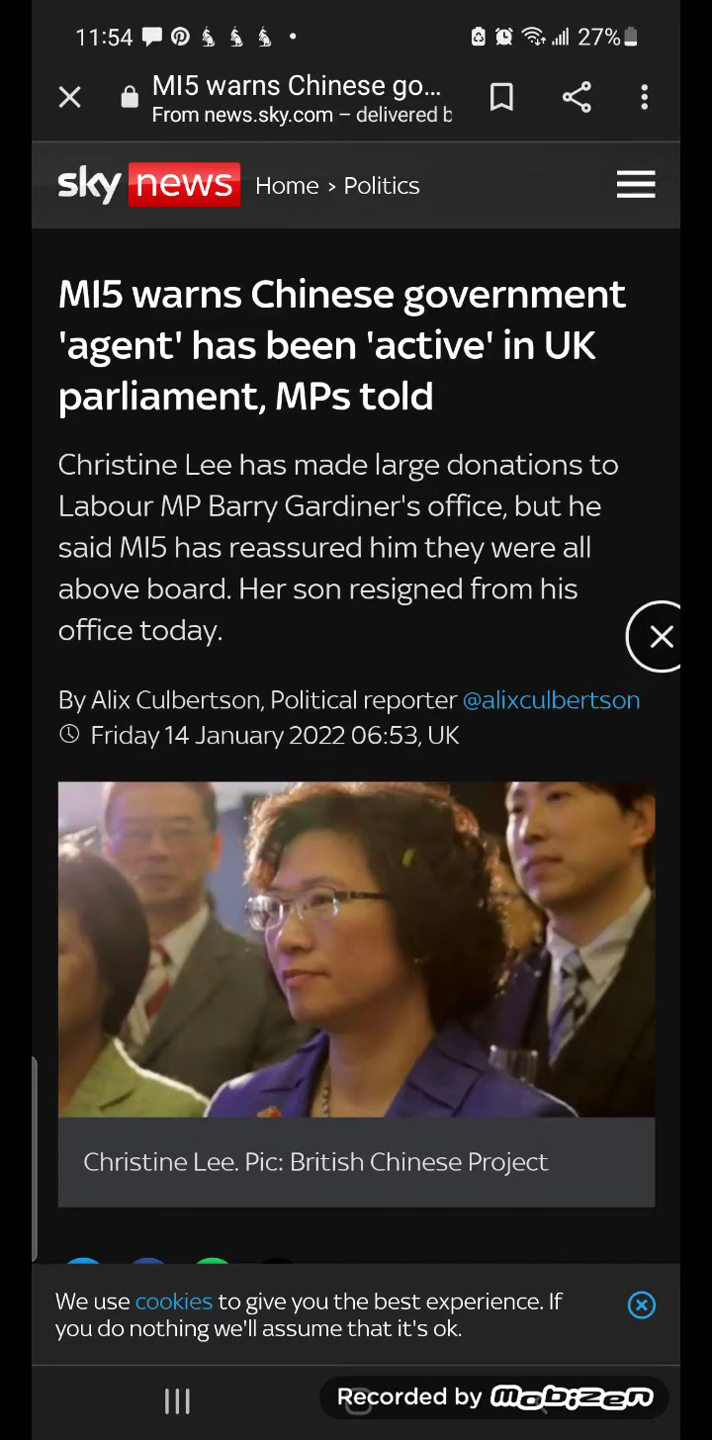 11:54
27%
MI5 warns Chinese go...
From news.sky.com – delivered b
sky news Home > Politics
MI5 warns Chinese government
'agent' has been 'active' in UK
parliament, MPs told
Christine Lee has made large donations to
Labour MP Barry Gardiner's office, but he
said MI5 has reassured him they were all
above board. Her son resigned from his
office today.
By Alix Culbertson, Political reporter @alixculbertson
Friday 14 January 2022 06:53, UK
Christine Lee. Pic: British Chinese Project
We use cookies to give you the best experience. If
you do nothing we'll assume that it's ok.
Recorded by mobizen